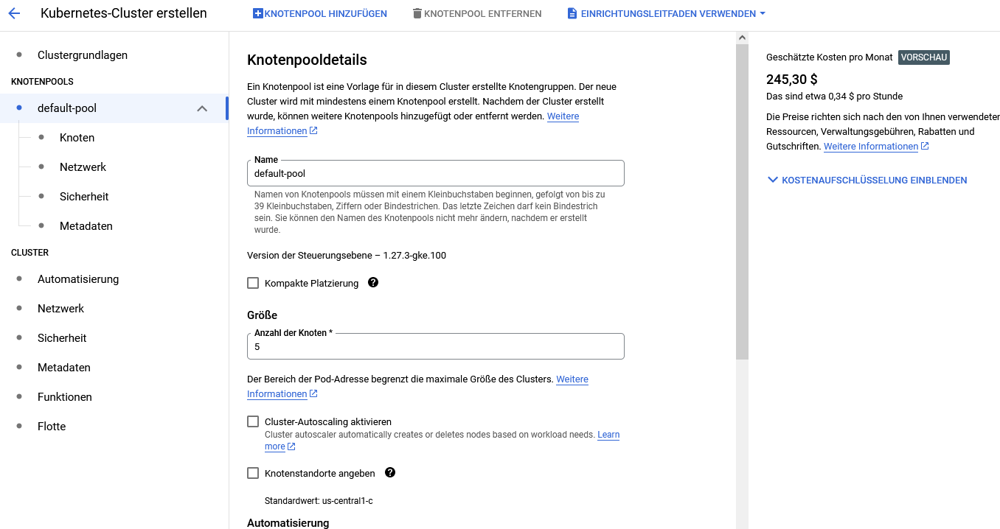 Kubernetes-Cluster erstellen
KNOTENPOOL HINZUFÜGEN
KNOTENPOOL ENTFERNEN
EINRICHTUNGSLEITFADEN VERWENDEN
Clustergrundlagen
KNOTENPOOLS
default-pool
Knoten
Netzwerk
Sicherheit
Metadaten
CLUSTER
Automatisierung
Netzwerk
Sicherheit
Metadaten
Funktionen
Flotte
Knotenpooldetails
Ein Knotenpool ist eine Vorlage für in diesem Cluster erstellte Knotengruppen. Der neue
Cluster wird mit mindestens einem Knotenpool erstellt. Nachdem der Cluster erstellt
wurde, können weitere Knotenpools hinzugefügt oder entfernt werden. Weitere
Informationen
Name
default-pool
Namen von Knotenpools müssen mit einem Kleinbuchstaben beginnen, gefolgt von bis zu
39 Kleinbuchstaben, Ziffern oder Bindestrichen. Das letzte Zeichen darf kein Bindestrich
sein. Sie können den Namen des Knotenpools nicht mehr ändern, nachdem er erstellt
wurde.
Version der Steuerungsebene – 1.27.3-gke.100
Kompakte Platzierung
Größe
Anzahl der Knoten *
5
Der Bereich der Pod-Adresse begrenzt die maximale Größe des Clusters. Weitere
Informationen
Cluster-Autoscaling aktivieren
Cluster autoscaler automatically creates or deletes nodes based on workload needs. Learn
more
Knotenstandorte angeben
Standardwert: us-central1-c
Automatisierung
Geschätzte Kosten pro Monat VORSCHAU
245,30 $
Das sind etwa 0,34 $ pro Stunde
Die Preise richten sich nach den von Ihnen verwendeten
Ressourcen, Verwaltungsgebühren, Rabatten und
Gutschriften. Weitere Informationen
KOSTENAUFSCHLÜSSELUNG EINBLENDEN